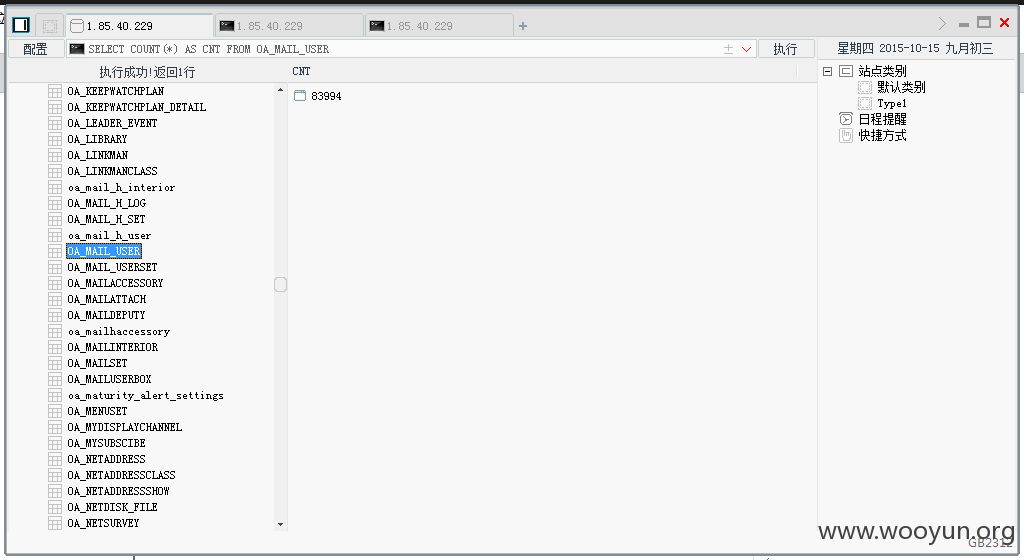 1.85.40.229
1.85.40.229
1.85.40.229
配置
SELECT COUNT(*) AS CNT FROM OA_MAIL_USER
执行
星期四 2015-10-15 九月初三
执行成功!返回1行
CNT
83994
OA_KEEPWATCHPLAN
OA_KEEPWATCHPLAN_DETAIL
OA_LEADER_EVENT
OA_LIBRARY
OA_LINKMAN
OA_LINKMANCLASS
oa_mail_h_interior
OA_MAIL_H_LOG
OA_MAIL_H_SET
oa_mail_h_user
OA_MAIL_USER
OA_MAIL_USERSET
OA_MAILACCESSORY
OA_MAILATTACH
OA_MAILDEPUTY
oa_mailhaccessory
OA_MAILINTERIOR
OA_MAILSET
OA_MAILUSERBOX
oa_maturity_alert_settings
OA_MENUSET
OA_MYDISPLAYCHANNEL
OA_MYSUBSCIBE
OA_NETADDRESS
OA_NETADDRESSCLASS
OA_NETADDRESSSHOW
OA_NETDISK_FILE
OA_NETSURVEY
站点类别
默认类别
Type1
日程提醒
快捷方式
www.wooyun.org
GB2312